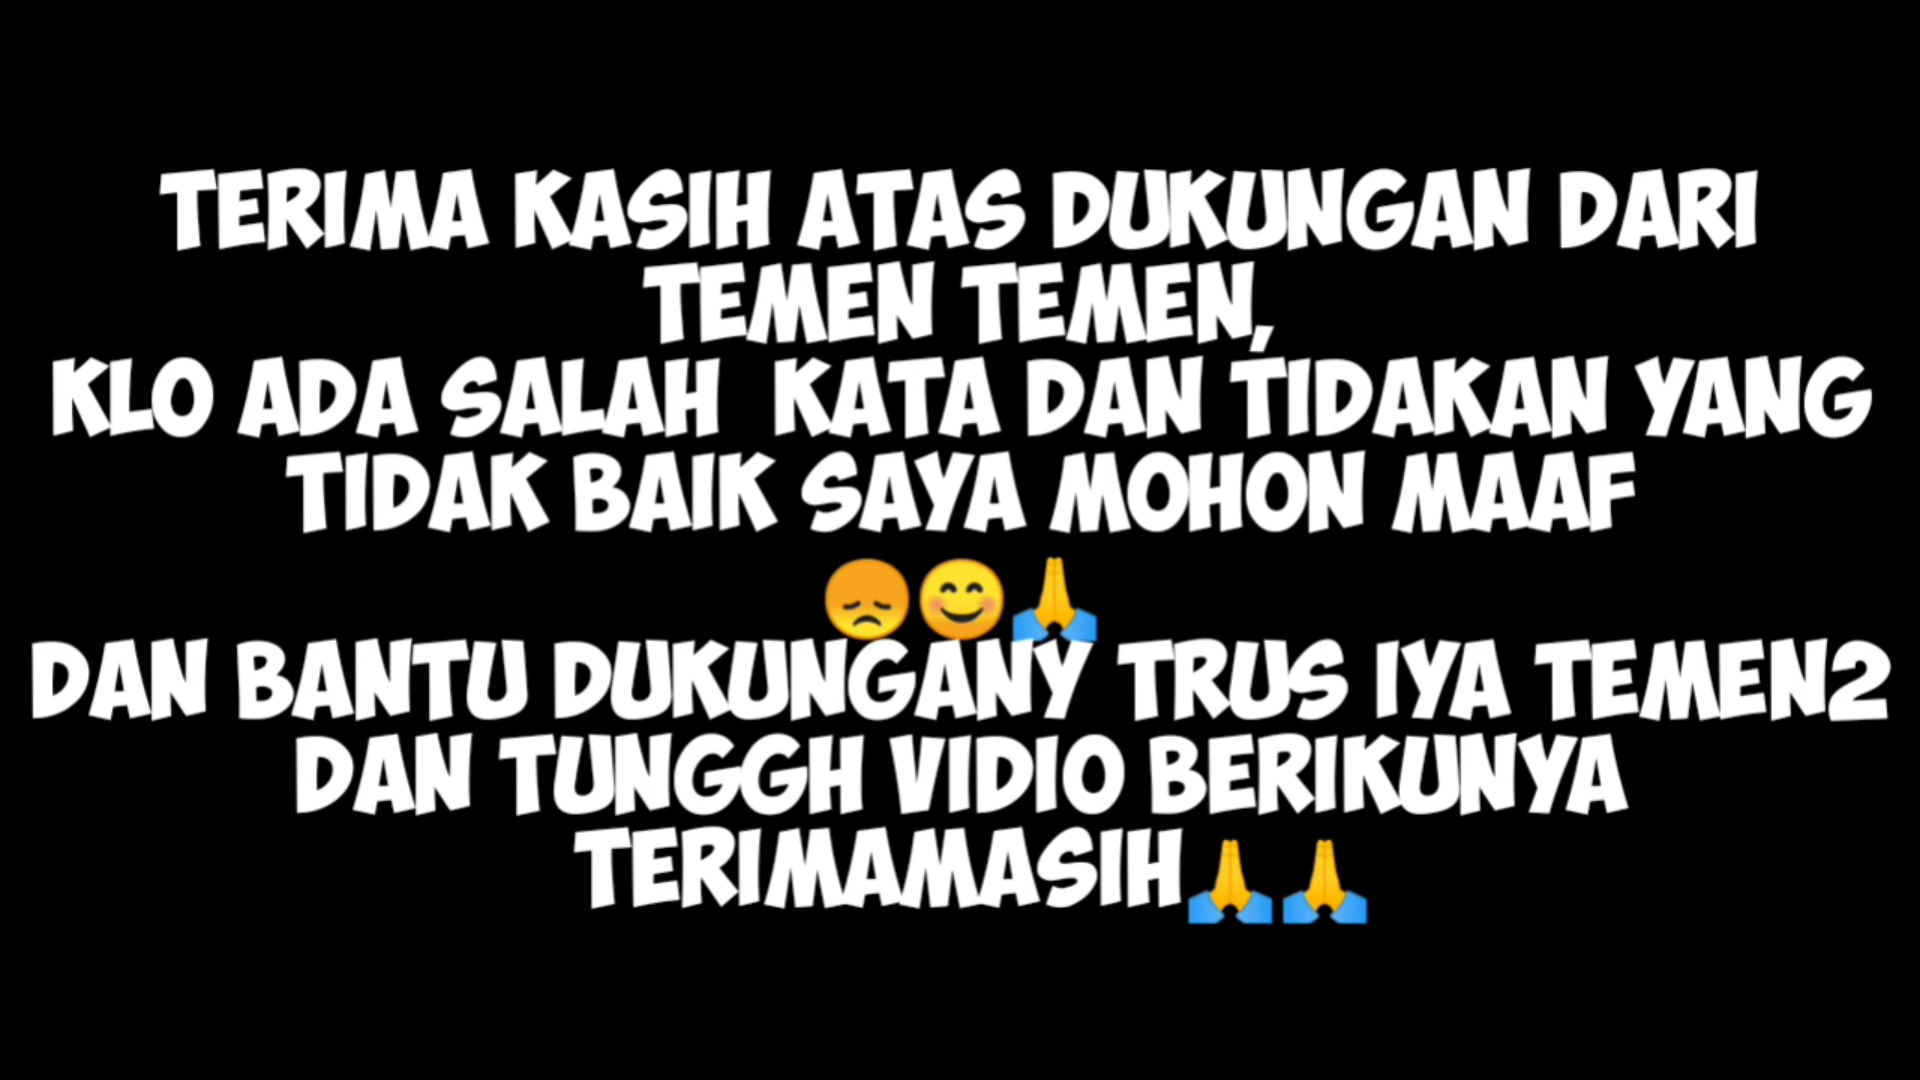 TERIMA KASIH ATAS DUKUNGAN DARI
TEMEN TEMEN,
KLO ADA SALAH  KATA DAN TIDAKAN YANG
TIDAK BAIK SAYA MOHON MAAF
😞😊🙏
DAN BANTU DUKUNGANY TRUS IYA TEMEN2
DAN TUNGGH VIDIO BERIKUNYA
TERIMAMASIH🙏🙏